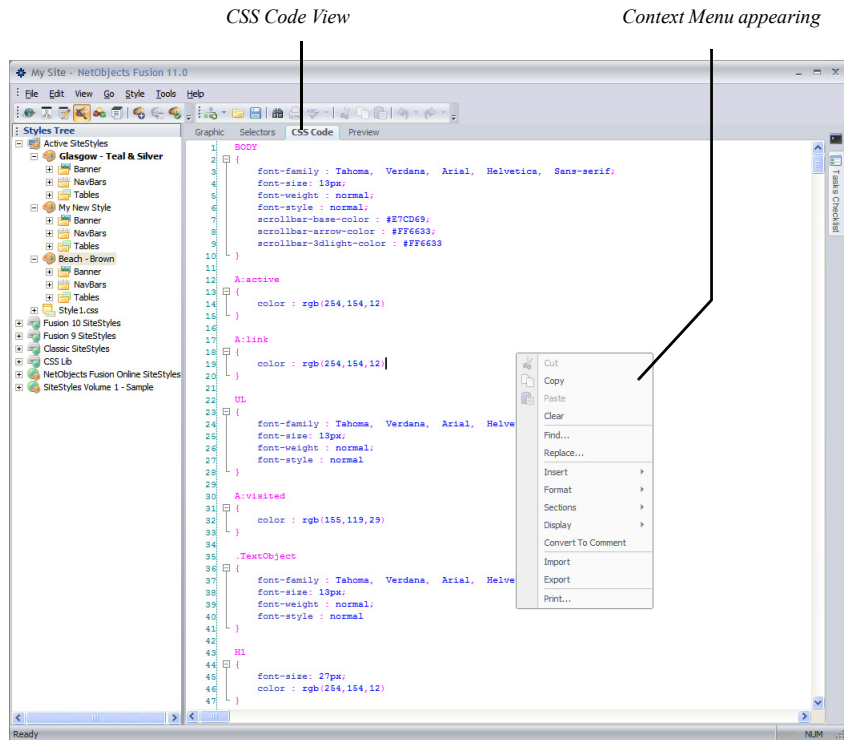 CSS Code View
Context Menu appearing
My Site - NetObjects Fusion 11.0
File Edit View Go Style Tools Help
Styles Tree
Active SiteStyles
Glasgow - Teal & Silver
Banner
NavBars
Tables
My New Style
Banner
NavBars
Tables
Beach - Brown
Banner
NavBars
Tables
Style1.css
Fusion 10 SiteStyles
Fusion 9 SiteStyles
Classic SiteStyles
CSS Lib
NetObjects Fusion Online SiteStyles
SiteStyles Volume 1 - Sample
Graphic Selectors CSS Code Preview
1 BODY
2 {
3 font-family : Tahoma, Verdana, Arial, Helvetica, Sans-serif;
4 font-size: 13px;
5 font-weight : normal;
6 font-style : normal;
7 scrollbar-base-color : #E7CD69;
8 scrollbar-arrow-color : #FF6633;
9 scrollbar-3dlight-color : #FF6633
10 }
11
12 A:active
13 {
14 color : rgb(254,154,12)
15 }
16
17 A:link
18 {
19 color : rgb(254,154,12)
20 }
21
22 UL
23 {
24 font-family : Tahoma, Verdana, Arial, Helve
25 font-size: 13px;
26 font-weight : normal;
27 font-style : normal
28 }
29
30 A:visited
31 {
32 color : rgb(155,119,29)
33 }
34
35 .TextObject
36 {
37 font-family : Tahoma, Verdana, Arial, Helve
38 font-size: 13px;
39 font-weight : normal;
40 font-style : normal
41 }
42
43 H1
44 {
45 font-size: 27px;
46 color : rgb(254,154,12)
47 }
Cut
Copy
Paste
Clear
Find...
Replace...
Insert
Format
Sections
Display
Convert To Comment
Import
Export
Print...
Tasks Checklist
Ready
NUM